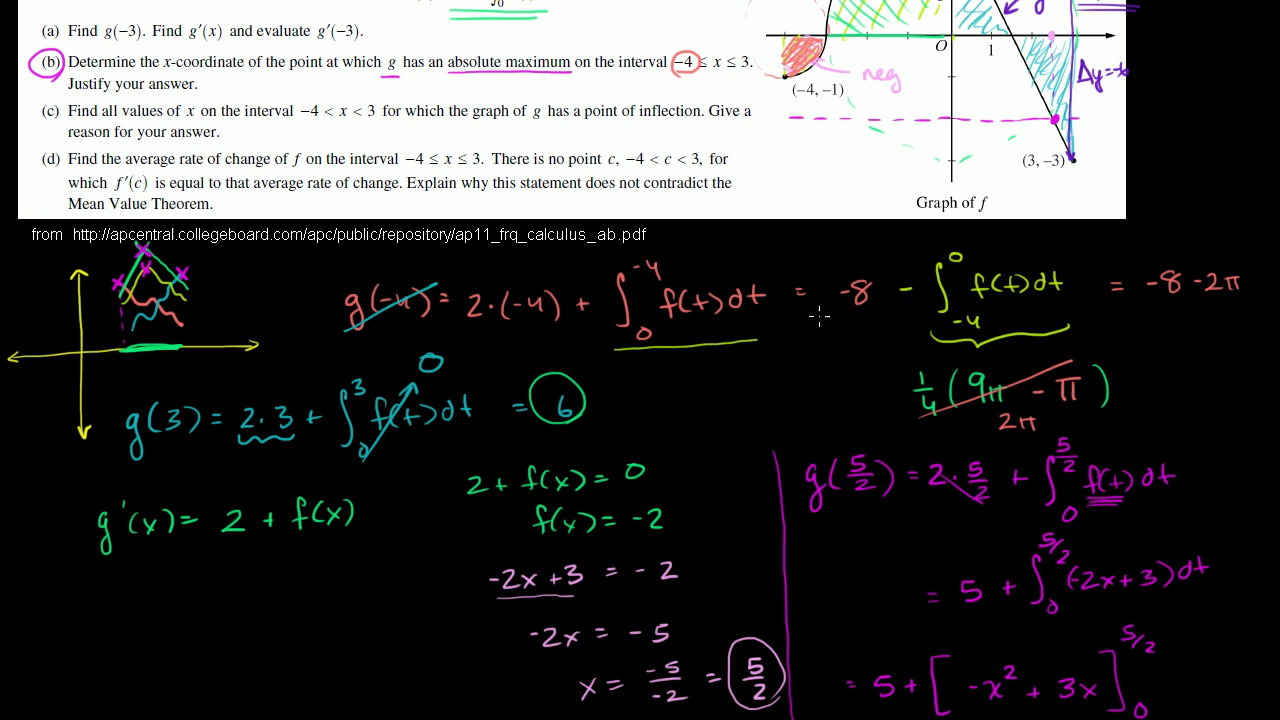 0
(a) Find g(−3). Find g′(x) and evaluate g′(−3).
(b) Determine the x-coordinate of the point at which g has an absolute maximum on the interval −4 ≤ x ≤ 3.
Justify your answer.
(c) Find all values of x on the interval −4 < x < 3 for which the graph of g has a point of inflection. Give a
reason for your answer.
(d) Find the average rate of change of f on the interval −4 ≤ x ≤ 3. There is no point c, −4 < c < 3, for
which f′(c) is equal to that average rate of change. Explain why this statement does not contradict the
Mean Value Theorem.
O
1
neg
(−4, −1)
Δy=
(3, −3)
Graph of f
from http://apcentral.collegeboard.com/apc/public/repository/ap11_frq_calculus_ab.pdf
g(-4) = 2·(-4) + ∫₀⁻⁴ f(t)dt = -8 - ∫₋₄⁰ f(t)dt = -8 - 2π
1/4 (9π - π)
2π
0
g(3) = 2·3 + ∫₀³ f(t)dt = 6
g'(x) = 2 + f(x)
2 + f(x) = 0
f(x) = -2
-2x + 3 = -2
-2x = -5
x = -5/-2 = 5/2
g(5/2) = 2·5/2 + ∫₀^5/2 f(t)dt
= 5 + ∫₀^5/2 (-2x+3)dt
= 5 + [-x² + 3x]₀^5/2